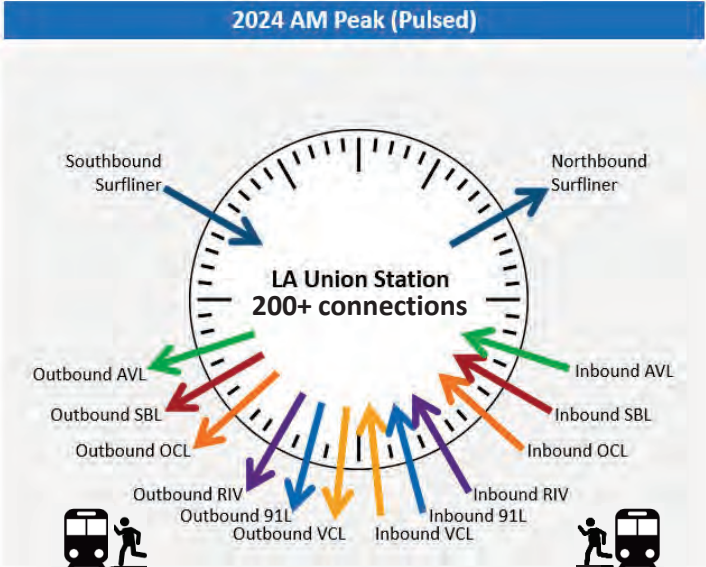 2024 AM Peak (Pulsed)
Southbound
Surfliner
Northbound
Surfliner
LA Union Station
200+ connections
Outbound AVL
Inbound AVL
Outbound SBL
Inbound SBL
Outbound OCL
Inbound OCL
Outbound RIV
Inbound RIV
Outbound 91L
Inbound 91L
Outbound VCL
Inbound VCL